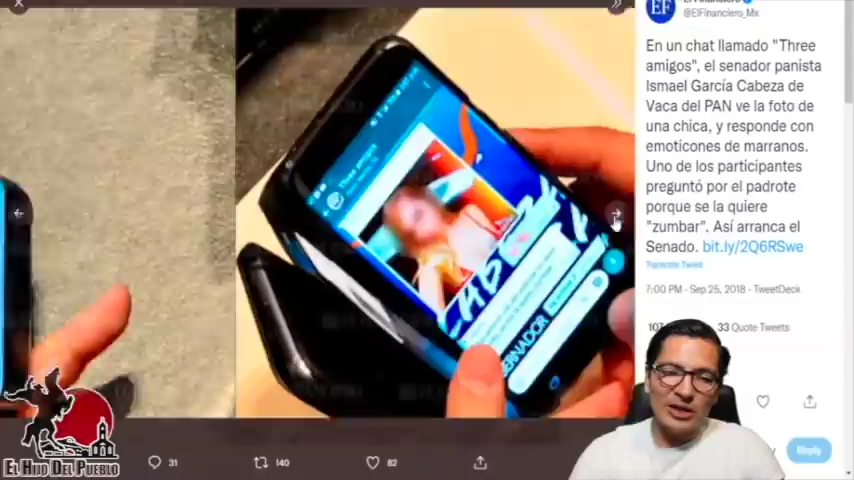 El Financiero
EF
@ElFinanciero_Mx
En un chat llamado "Three
amigos", el senador panista
Ismael García Cabeza de
Vaca del PAN ve la foto de
una chica, y responde con
emoticones de marranos.
Uno de los participantes
preguntó por el padrote
porque se la quiere
"zumbar". Así arranca el
Senado. bit.ly/2Q6RSwe
Translate Tweet
7:00 PM · Sep 25, 2018 · TweetDeck
33 Quote Tweets
Three amigos
31
140
82
Reply
EL HIJO DEL PUEBLO